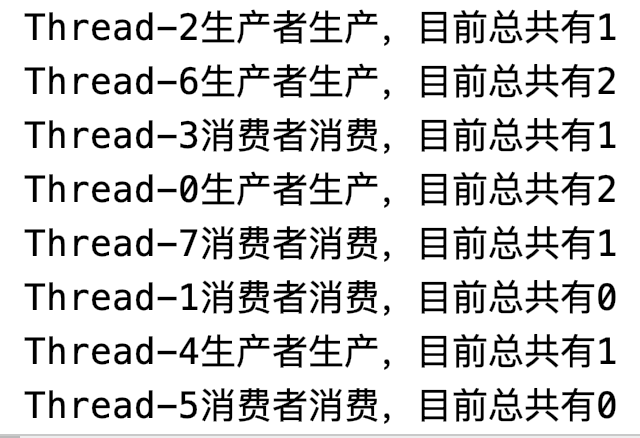 Thread-2生产者生产，目前总共有1
Thread-6生产者生产，目前总共有2
Thread-3消费者消费，目前总共有1
Thread-0生产者生产，目前总共有2
Thread-7消费者消费，目前总共有1
Thread-1消费者消费，目前总共有0
Thread-4生产者生产，目前总共有1
Thread-5消费者消费，目前总共有0